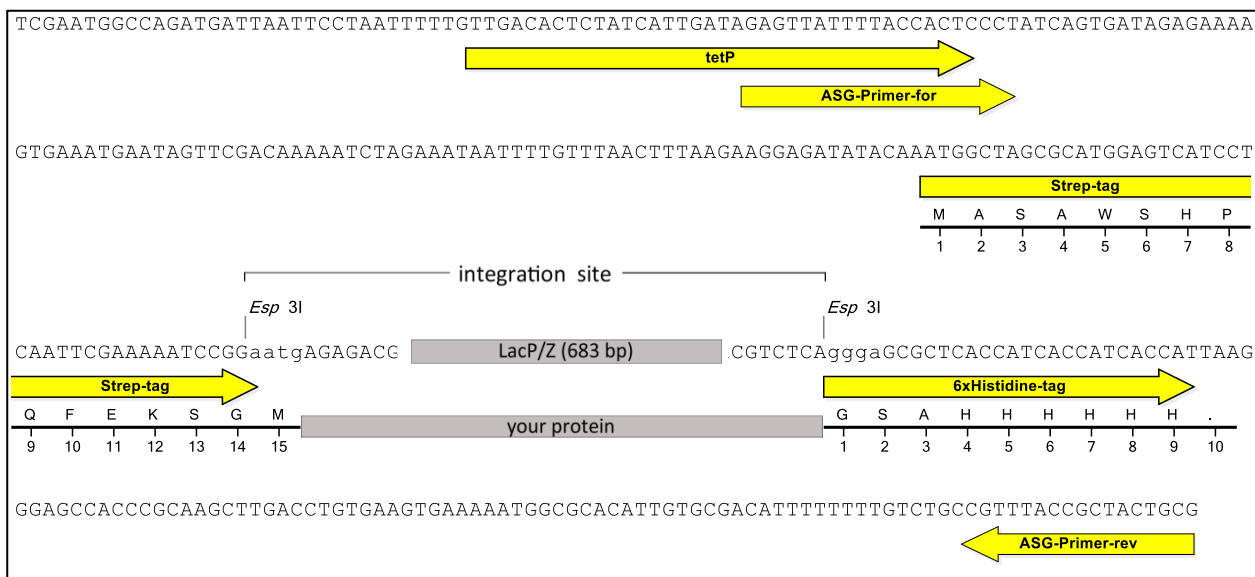 TCGAATGGCCAGATGATTAATTCCTAATTTTTGTTGACACTCTATCATTGATAGAGTTATTTTACCACTCCCTATCAGTGATAGAGAAAA
tetP
ASG-Primer-for
GTGAAATGAATAGTTCGACAAAAATCTAGAAATAATTTTGTTTAACTTTAAGAAGGAGATATACAAATGGCTAGCGCATGGAGTCATCCT
Strep-tag
M A S A W S H P
1 2 3 4 5 6 7 8
integration site
Esp 3I Esp 3I
CAATTCGAAAAATCCGGaatgAGAGACG LacP/Z (683 bp) CGTCTCAgggaGCGCTCACCATCACCATCACCATTAAG
Strep-tag 6xHistidine-tag
Q F E K S G M your protein G S A H H H H H H .
9 10 11 12 13 14 15 1 2 3 4 5 6 7 8 9 10
GGAGCCACCCGCAAGCTTGACCTGTGAAGTGAAAAATGGCGCACATTGTGCGACATTTTTTTTGTCTGCCGTTTACCGCTACTGCG
ASG-Primer-rev